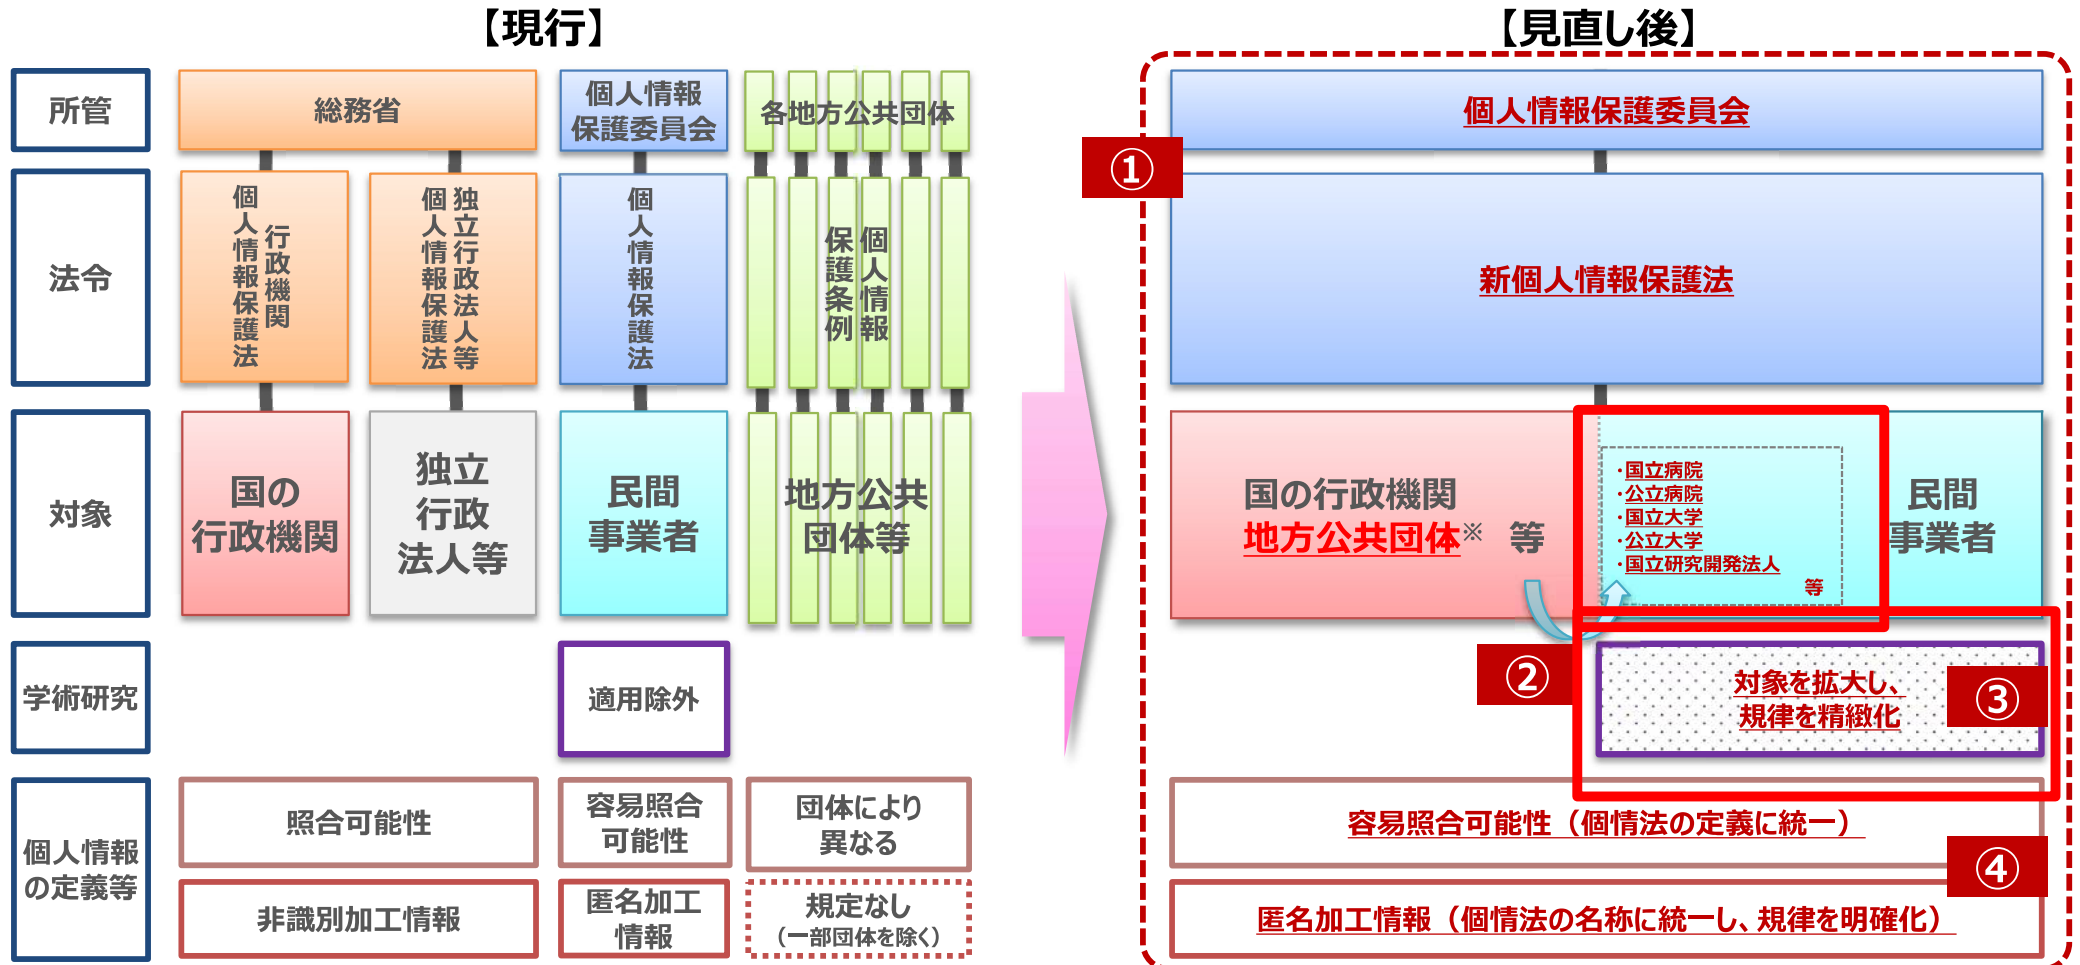 【現行】
【見直し後】
所管
総務省
個人情報
保護委員会
各地方公共団体
個人情報保護委員会
①
法令
行政機関
個人情報保護法
独立行政法人等
個人情報保護法
個人情報保護法
個人情報
保護条例
新個人情報保護法
対象
国の
行政機関
独立
行政
法人等
民間
事業者
地方公共
団体等
国の行政機関
地方公共団体※ 等
・国立病院
・公立病院
・国立大学
・公立大学
・国立研究開発法人
等
民間
事業者
学術研究
適用除外
②
対象を拡大し、
規律を精緻化
③
個人情報
の定義等
照合可能性
容易照合
可能性
団体により
異なる
容易照合可能性（個情法の定義に統一）
④
非識別加工情報
匿名加工
情報
規定なし
（一部団体を除く）
匿名加工情報（個情法の名称に統一し、規律を明確化）